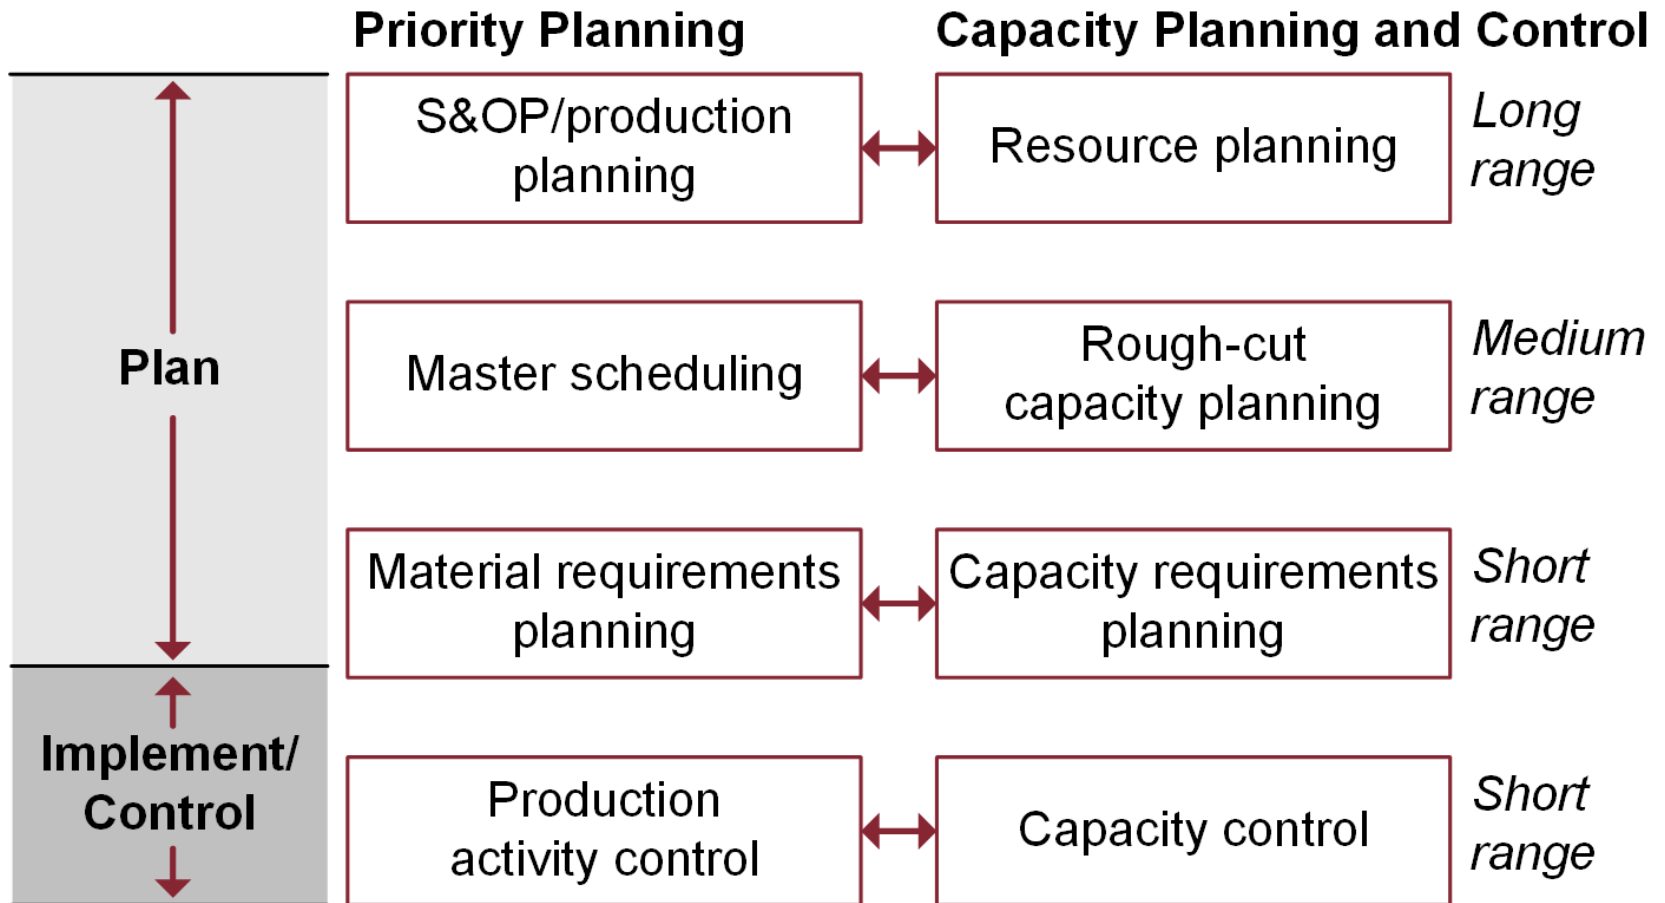 Priority Planning
Capacity Planning and Control
S&OP/production
planning
Resource planning
Long
range
Plan
Master scheduling
Rough-cut
capacity planning
Medium
range
Material requirements
planning
Capacity requirements
planning
Short
range
Implement/
Control
Production
activity control
Capacity control
Short
range